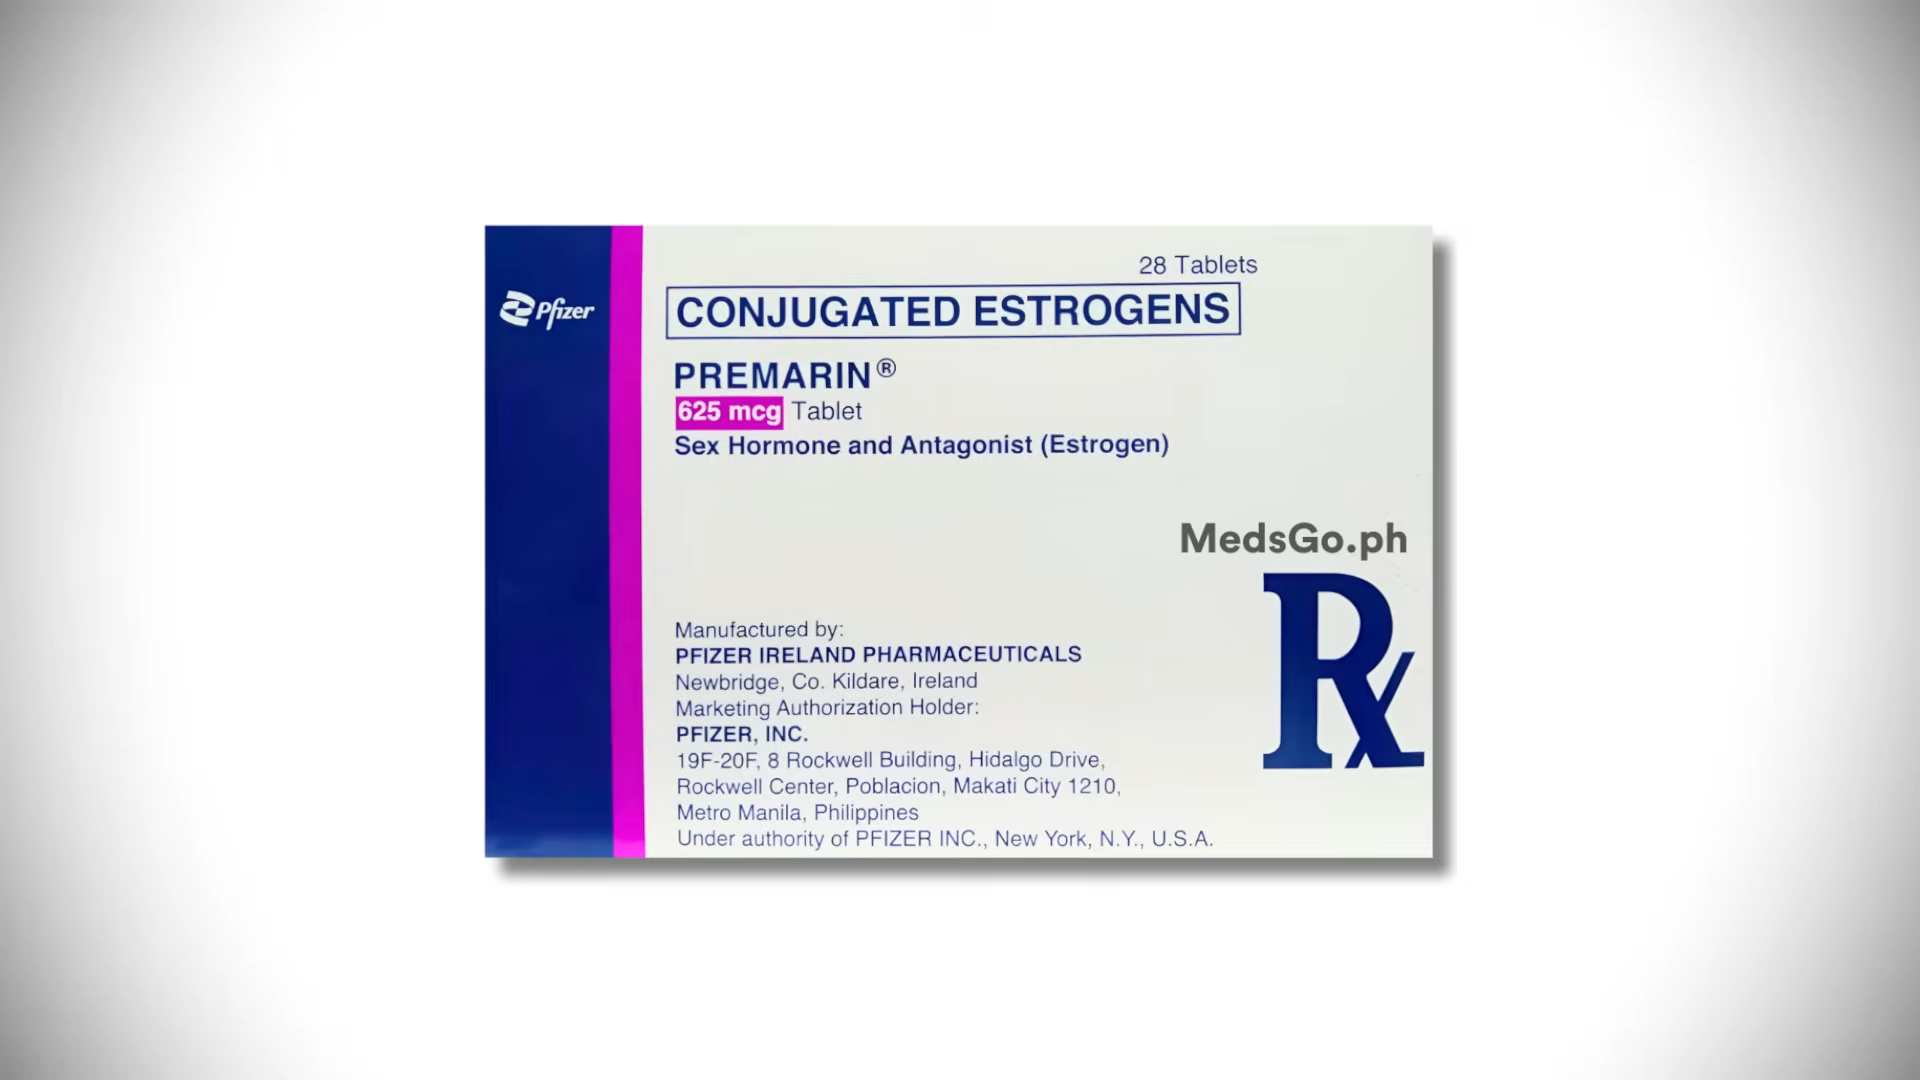 28 Tablets
Pfizer
CONJUGATED ESTROGENS
PREMARIN®
625 mcg Tablet
Sex Hormone and Antagonist (Estrogen)
MedsGo.ph
Rx
Manufactured by:
PFIZER IRELAND PHARMACEUTICALS
Newbridge, Co. Kildare, Ireland
Marketing Authorization Holder:
PFIZER, INC.
19F-20F, 8 Rockwell Building, Hidalgo Drive,
Rockwell Center, Poblacion, Makati City 1210,
Metro Manila, Philippines
Under authority of PFIZER INC., New York, N.Y., U.S.A.